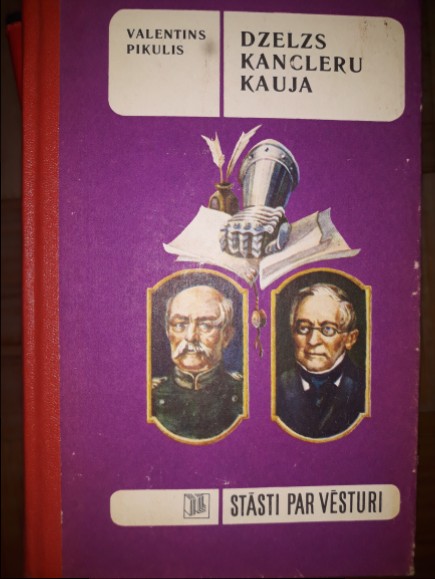 VALENTINS
PIKULIS
DZELZS
KANCLERU
KAUJA
STĀSTI PAR VĒSTURI